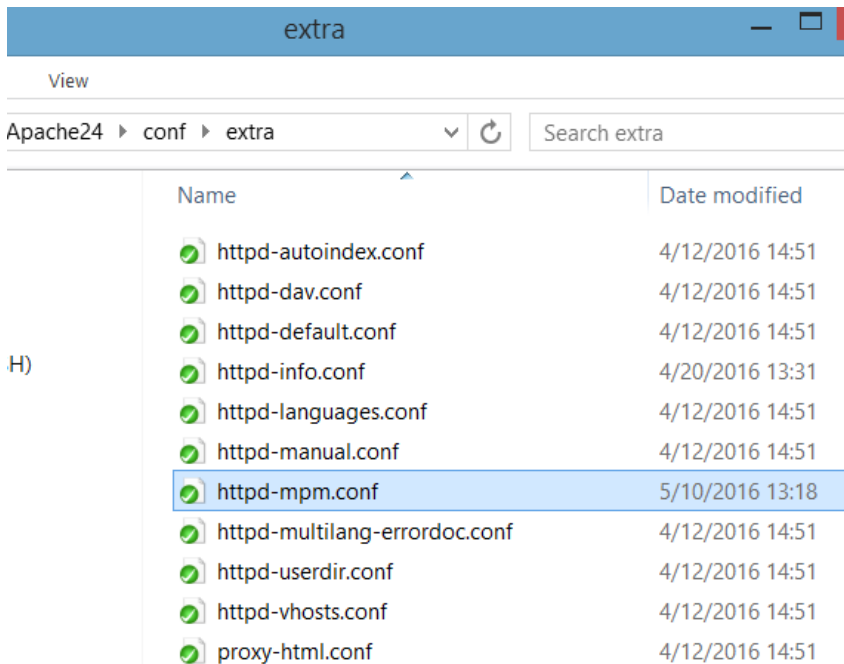 extra
View
Apache24 conf extra Search extra
Name Date modified
httpd-autoindex.conf 4/12/2016 14:51
httpd-dav.conf 4/12/2016 14:51
httpd-default.conf 4/12/2016 14:51
H)
httpd-info.conf 4/20/2016 13:31
httpd-languages.conf 4/12/2016 14:51
httpd-manual.conf 4/12/2016 14:51
httpd-mpm.conf 5/10/2016 13:18
httpd-multilang-errordoc.conf 4/12/2016 14:51
httpd-userdir.conf 4/12/2016 14:51
httpd-vhosts.conf 4/12/2016 14:51
proxy-html.conf 4/12/2016 14:51